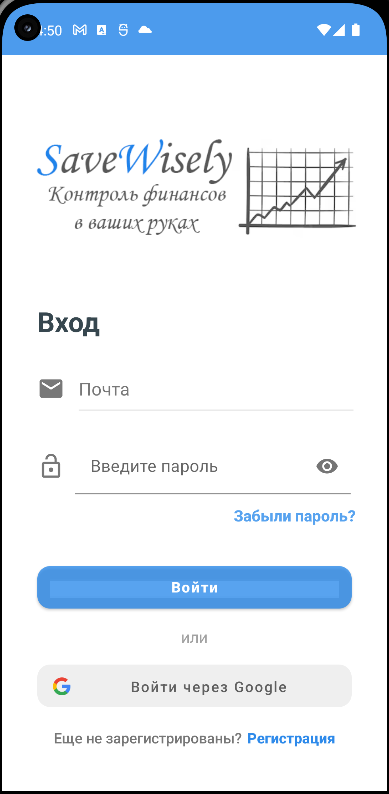 :50
SaveWisely
Контроль финансов
в ваших руках
Вход
Почта
Введите пароль
Забыли пароль?
Войти
или
Войти через Google
Еще не зарегистрированы? Регистрация